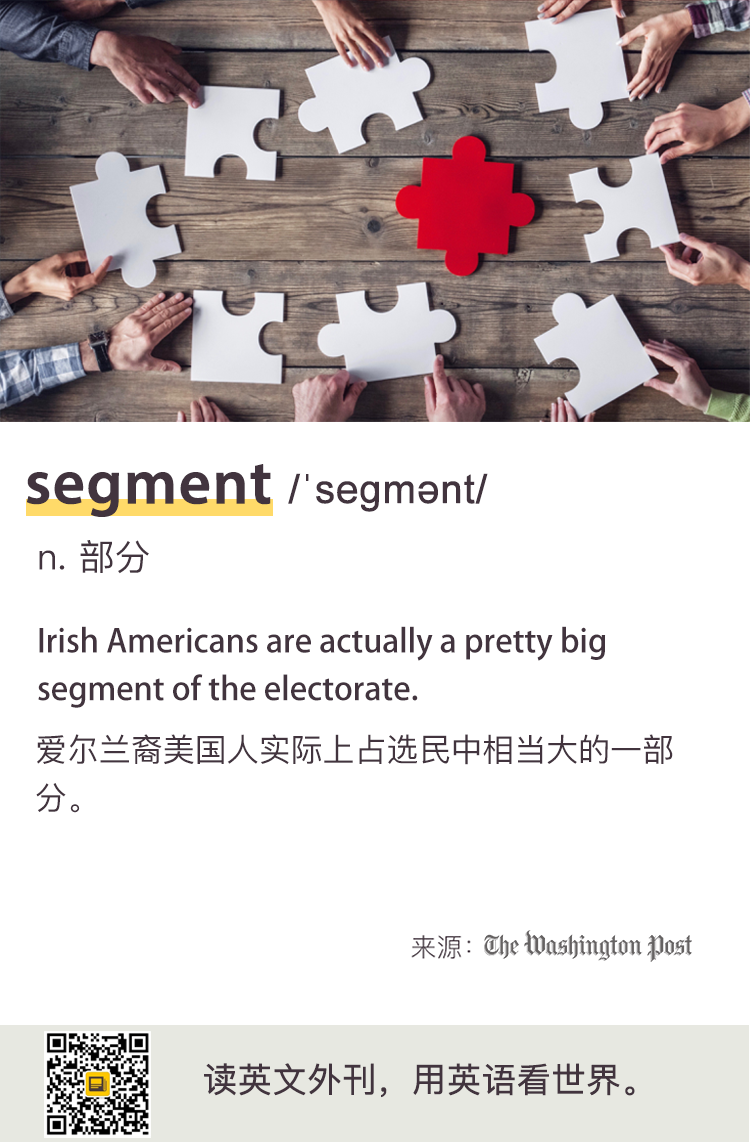 segment /ˈsegmənt/
n. 部分
Irish Americans are actually a pretty big
segment of the electorate.
爱尔兰裔美国人实际上占选民中相当大的一部
分。
来源：The Washington Post
读英文外刊，用英语看世界。